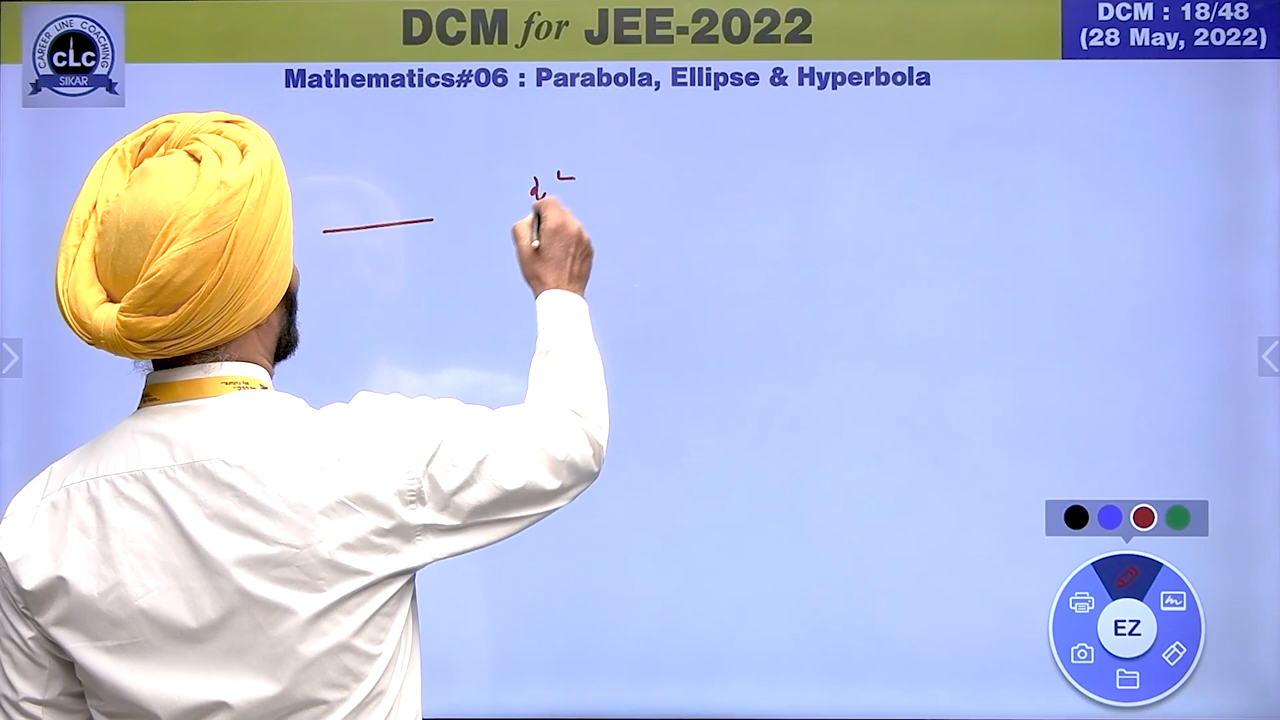 DCM for JEE-2022
DCM : 18/48
(28 May, 2022)
CAREER LINE COACHING
CLC
SIKAR
Mathematics#06 : Parabola, Ellipse & Hyperbola
EZ